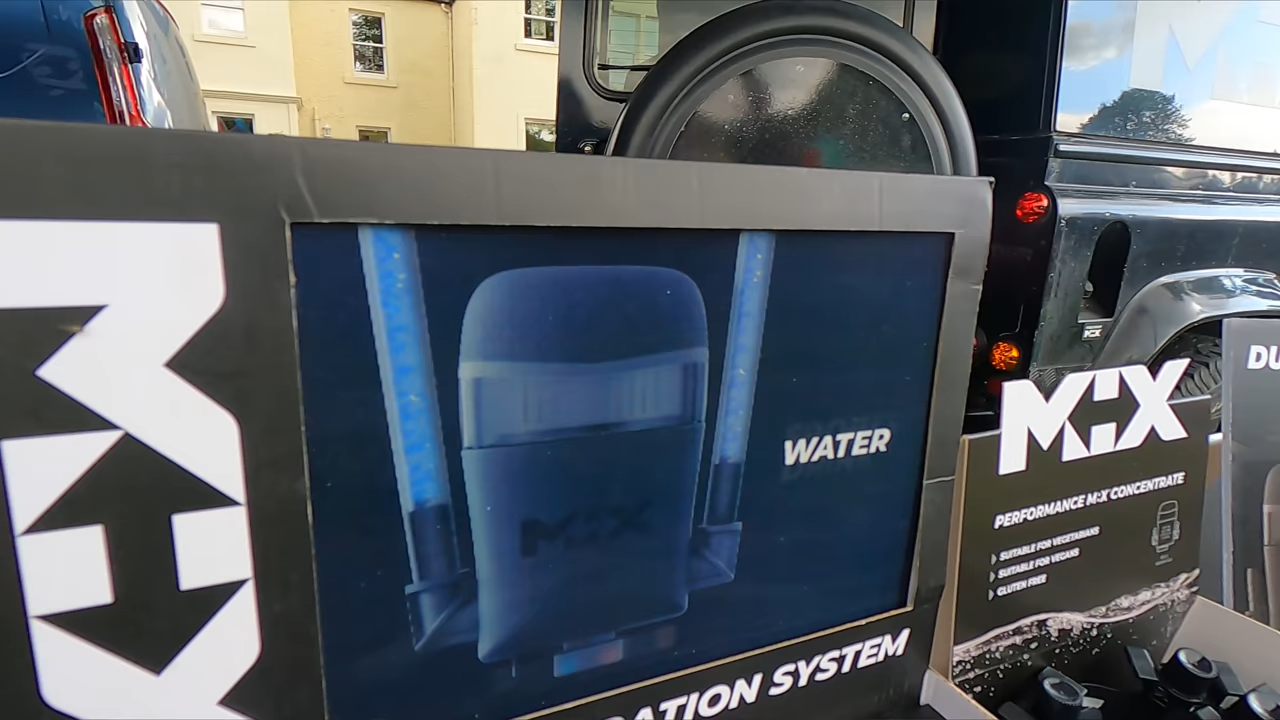 M:X
M:X
WATER
RATION SYSTEM
M:X
PERFORMANCE M:X CONCENTRATE
SUITABLE FOR VEGETARIANS
SUITABLE FOR VEGANS
GLUTEN FREE
DU